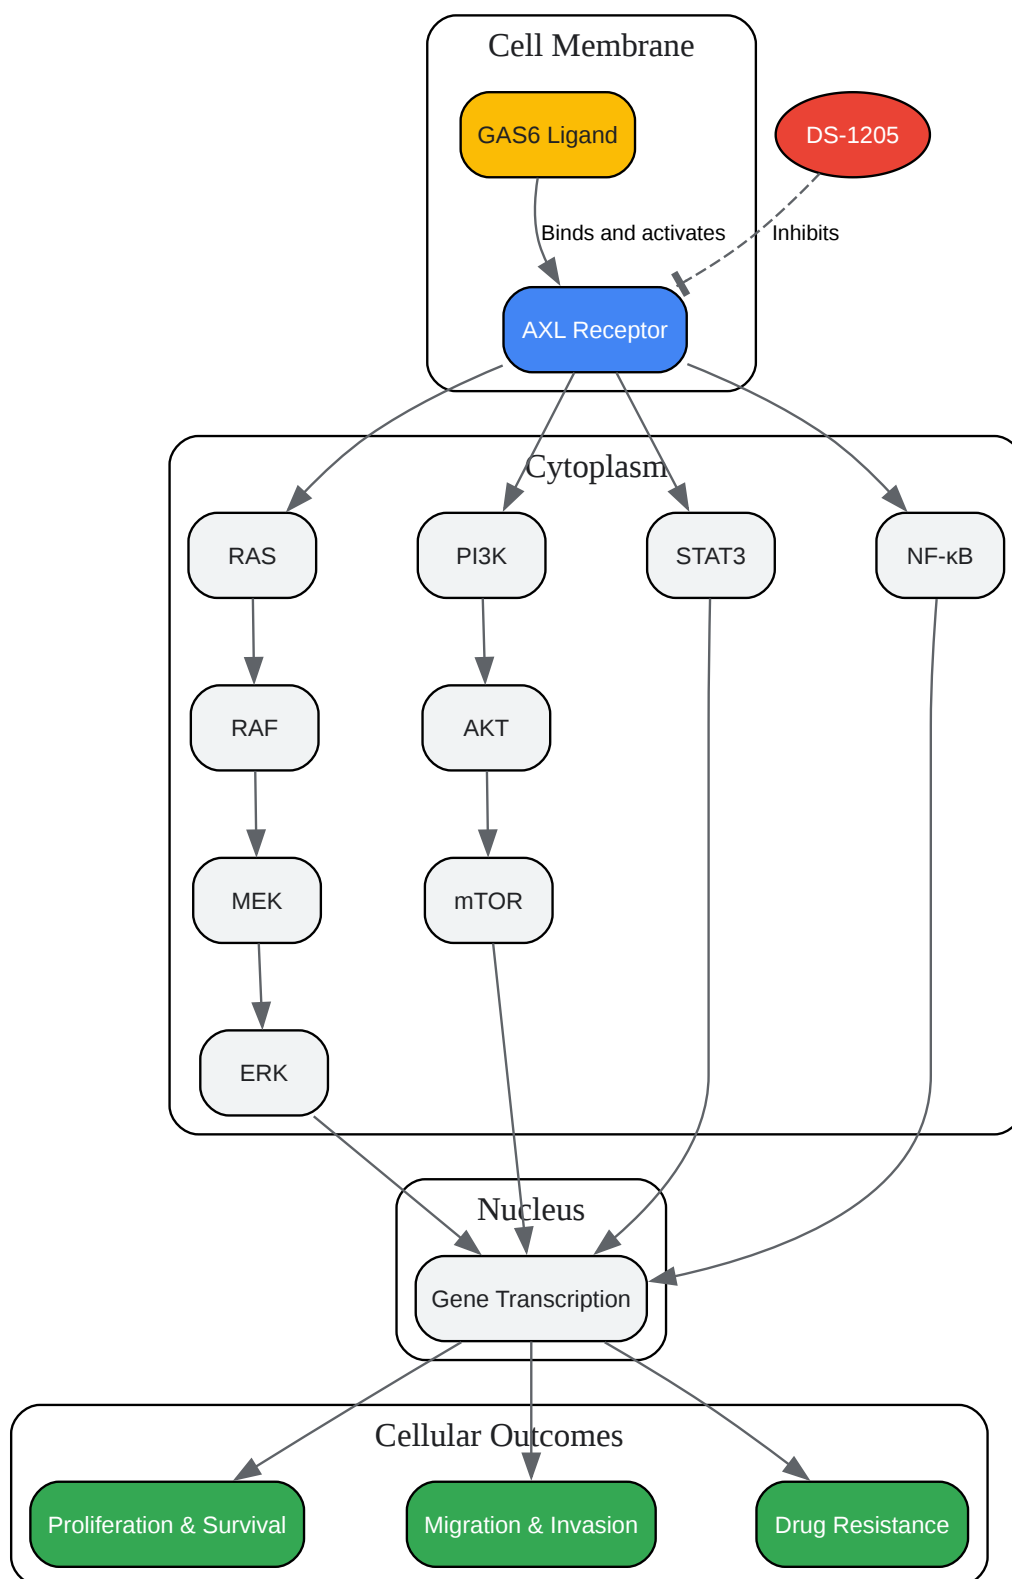 Cell Membrane
GAS6 Ligand
DS-1205
Binds and activates
Inhibits
AXL Receptor
Cytoplasm
RAS
PI3K
STAT3
NF-κB
RAF
AKT
MEK
mTOR
ERK
Nucleus
Gene Transcription
Cellular Outcomes
Proliferation & Survival
Migration & Invasion
Drug Resistance